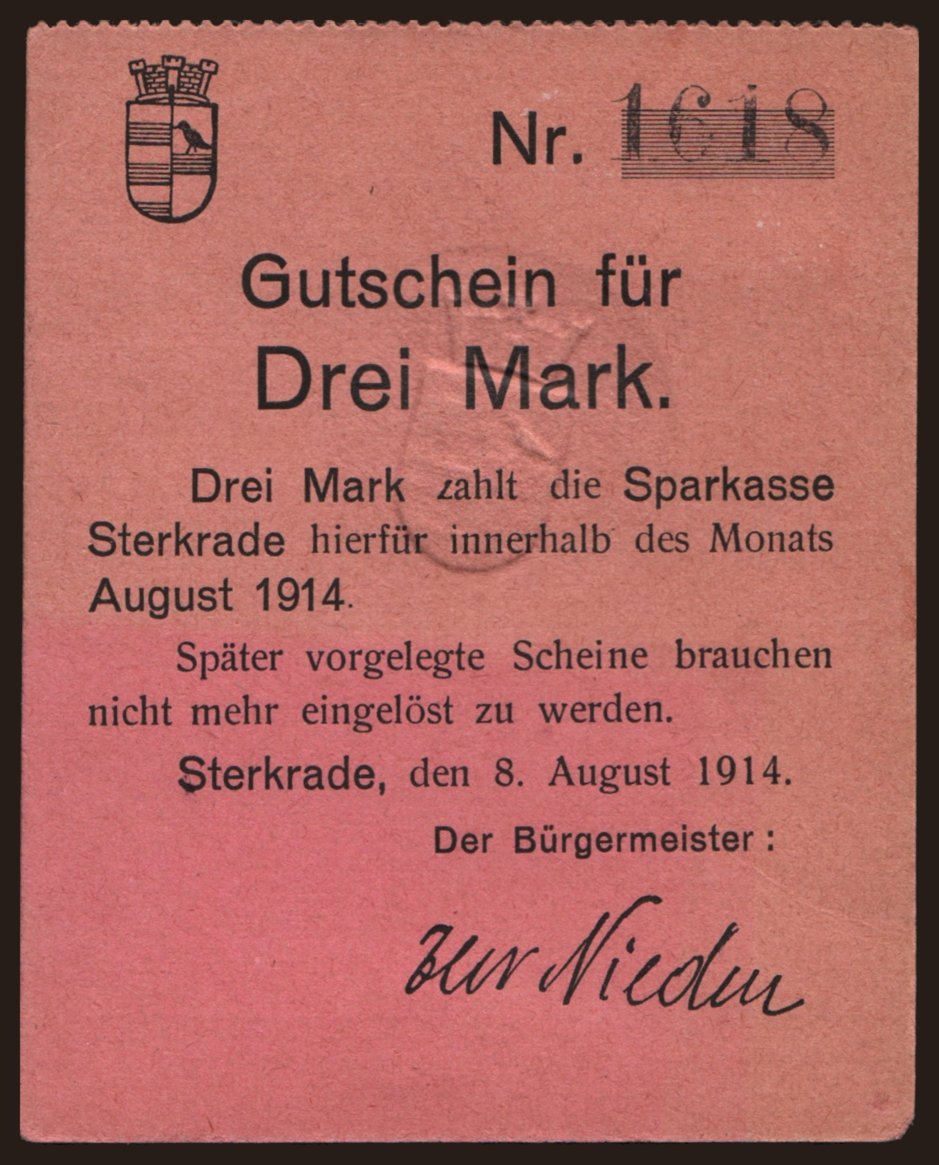 Nr. 1618
Gutschein für
Drei Mark.
Drei Mark zahlt die Sparkasse
Sterkrade hierfür innerhalb des Monats
August 1914.
Später vorgelegte Scheine brauchen
nicht mehr eingelöst zu werden.
Sterkrade, den 8. August 1914.
Der Bürgermeister :
zur Nieden